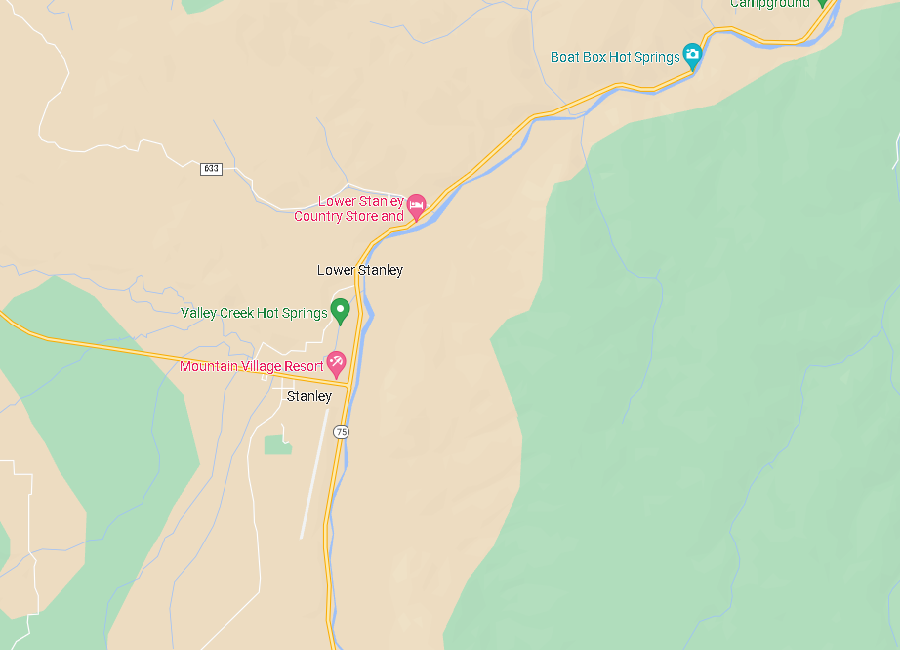 Campground
Boat Box Hot Springs
633
Lower Stanley
Country Store and
Lower Stanley
Valley Creek Hot Springs
Mountain Village Resort
Stanley
75